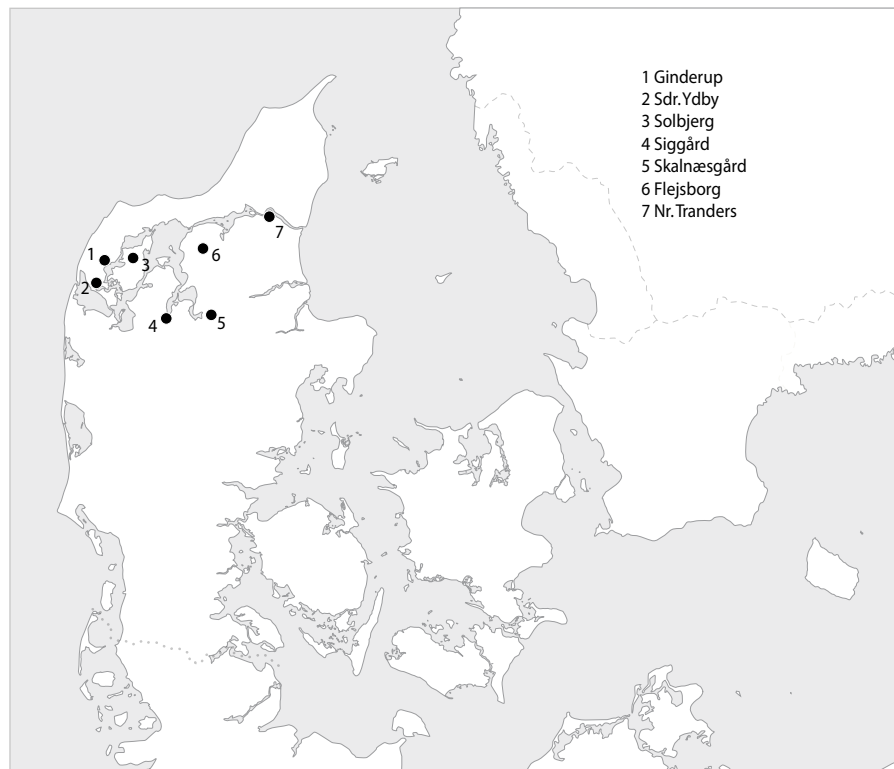 1 Ginderup
2 Sdr. Ydby
3 Solbjerg
4 Siggård
5 Skalnæsgård
6 Flejsborg
7 Nr. Tranders
7
6
1
3
2
4
5